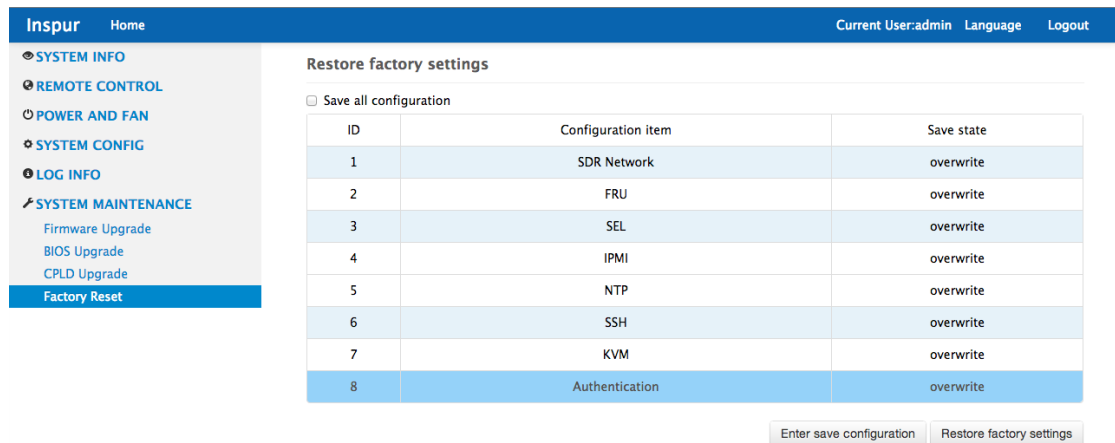 Inspur Home Current User:admin Language Logout
SYSTEM INFO
REMOTE CONTROL
POWER AND FAN
SYSTEM CONFIG
LOG INFO
SYSTEM MAINTENANCE
Firmware Upgrade
BIOS Upgrade
CPLD Upgrade
Factory Reset
Restore factory settings
Save all configuration
ID Configuration item Save state
1 SDR Network overwrite
2 FRU overwrite
3 SEL overwrite
4 IPMI overwrite
5 NTP overwrite
6 SSH overwrite
7 KVM overwrite
8 Authentication overwrite
Enter save configuration Restore factory settings